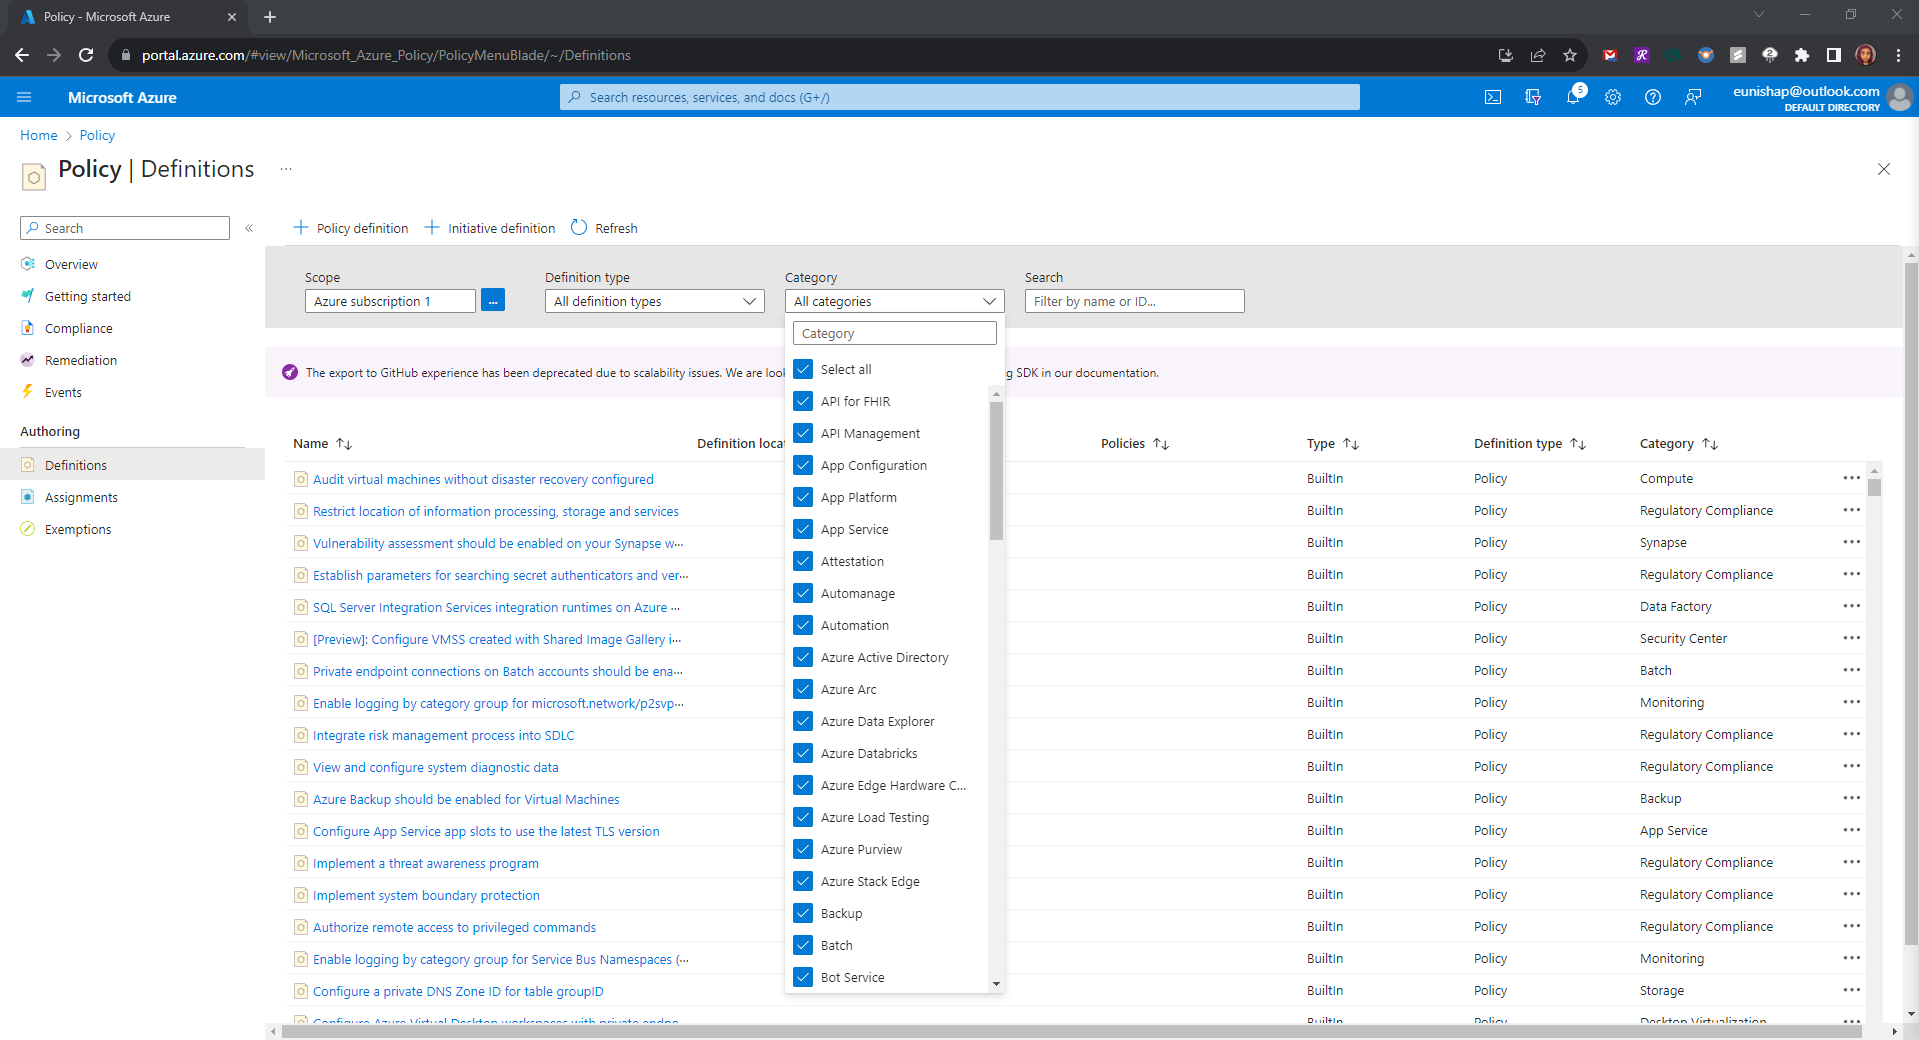 Policy - Microsoft Azure
portal.azure.com/#view/Microsoft_Azure_Policy/PolicyMenuBlade/~/Definitions
Microsoft Azure
Search resources, services, and docs (G+/)
5
eunishap@outlook.com
DEFAULT DIRECTORY
Home > Policy
Policy | Definitions ...
Search
Overview
Getting started
Compliance
Remediation
Events
Authoring
Definitions
Assignments
Exemptions
+ Policy definition + Initiative definition Refresh
Scope Definition type Category Search
Azure subscription 1 ... All definition types All categories Filter by name or ID...
Category
Select all
API for FHIR
API Management
App Configuration
App Platform
App Service
Attestation
Automanage
Automation
Azure Active Directory
Azure Arc
Azure Data Explorer
Azure Databricks
Azure Edge Hardware C...
Azure Load Testing
Azure Purview
Azure Stack Edge
Backup
Batch
Bot Service
The export to GitHub experience has been deprecated due to scalability issues. We are look g SDK in our documentation.
Name ↑↓ Definition locat Policies ↑↓ Type ↑↓ Definition type ↑↓ Category ↑↓
Audit virtual machines without disaster recovery configured BuiltIn Policy Compute ...
Restrict location of information processing, storage and services BuiltIn Policy Regulatory Compliance ...
Vulnerability assessment should be enabled on your Synapse w... BuiltIn Policy Synapse ...
Establish parameters for searching secret authenticators and ver... BuiltIn Policy Regulatory Compliance ...
SQL Server Integration Services integration runtimes on Azure ... BuiltIn Policy Data Factory ...
[Preview]: Configure VMSS created with Shared Image Gallery i... BuiltIn Policy Security Center ...
Private endpoint connections on Batch accounts should be ena... BuiltIn Policy Batch ...
Enable logging by category group for microsoft.network/p2svp... BuiltIn Policy Monitoring ...
Integrate risk management process into SDLC BuiltIn Policy Regulatory Compliance ...
View and configure system diagnostic data BuiltIn Policy Regulatory Compliance ...
Azure Backup should be enabled for Virtual Machines BuiltIn Policy Backup ...
Configure App Service app slots to use the latest TLS version BuiltIn Policy App Service ...
Implement a threat awareness program BuiltIn Policy Regulatory Compliance ...
Implement system boundary protection BuiltIn Policy Regulatory Compliance ...
Authorize remote access to privileged commands BuiltIn Policy Regulatory Compliance ...
Enable logging by category group for Service Bus Namespaces (... BuiltIn Policy Monitoring ...
Configure a private DNS Zone ID for table groupID BuiltIn Policy Storage ...
Configure Azure Virtual Desktop workspaces with private endpo... BuiltIn Policy Desktop Virtualization ...